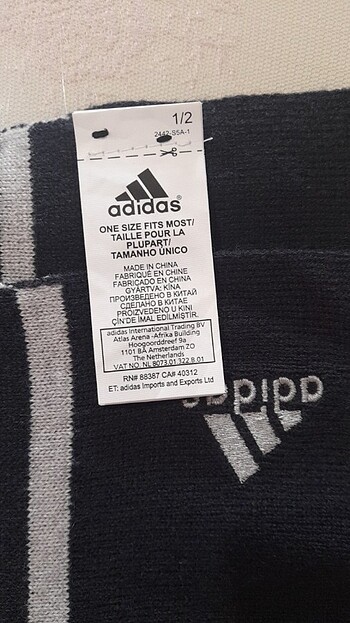 1/2
2442-S5A-1
adidas®
ONE SIZE FITS MOST/
TAILLE POUR LA
PLUPART/
TAMANHO ÚNICO
MADE IN CHINA
FABRIQUÉ EN CHINE
FABRICADO EN CHINA
GYÁRTVA: KÍNA
ПРОИЗВЕДЕНО В КИТАЙ
СДЕЛАНО В КИТАЕ
PROIZVEDENO U KINI
ÇİN'DE İMAL EDİLMİŞTİR.
adidas International Trading BV
Atlas Arena -Afrika Building
Hoogoorddreef 9a
1101 BA Amsterdam ZO
The Netherlands
VAT NO. NL 8073.01.322.B.01
RN# 88387 CA# 40312
ET: adidas Imports and Exports Ltd
adidas